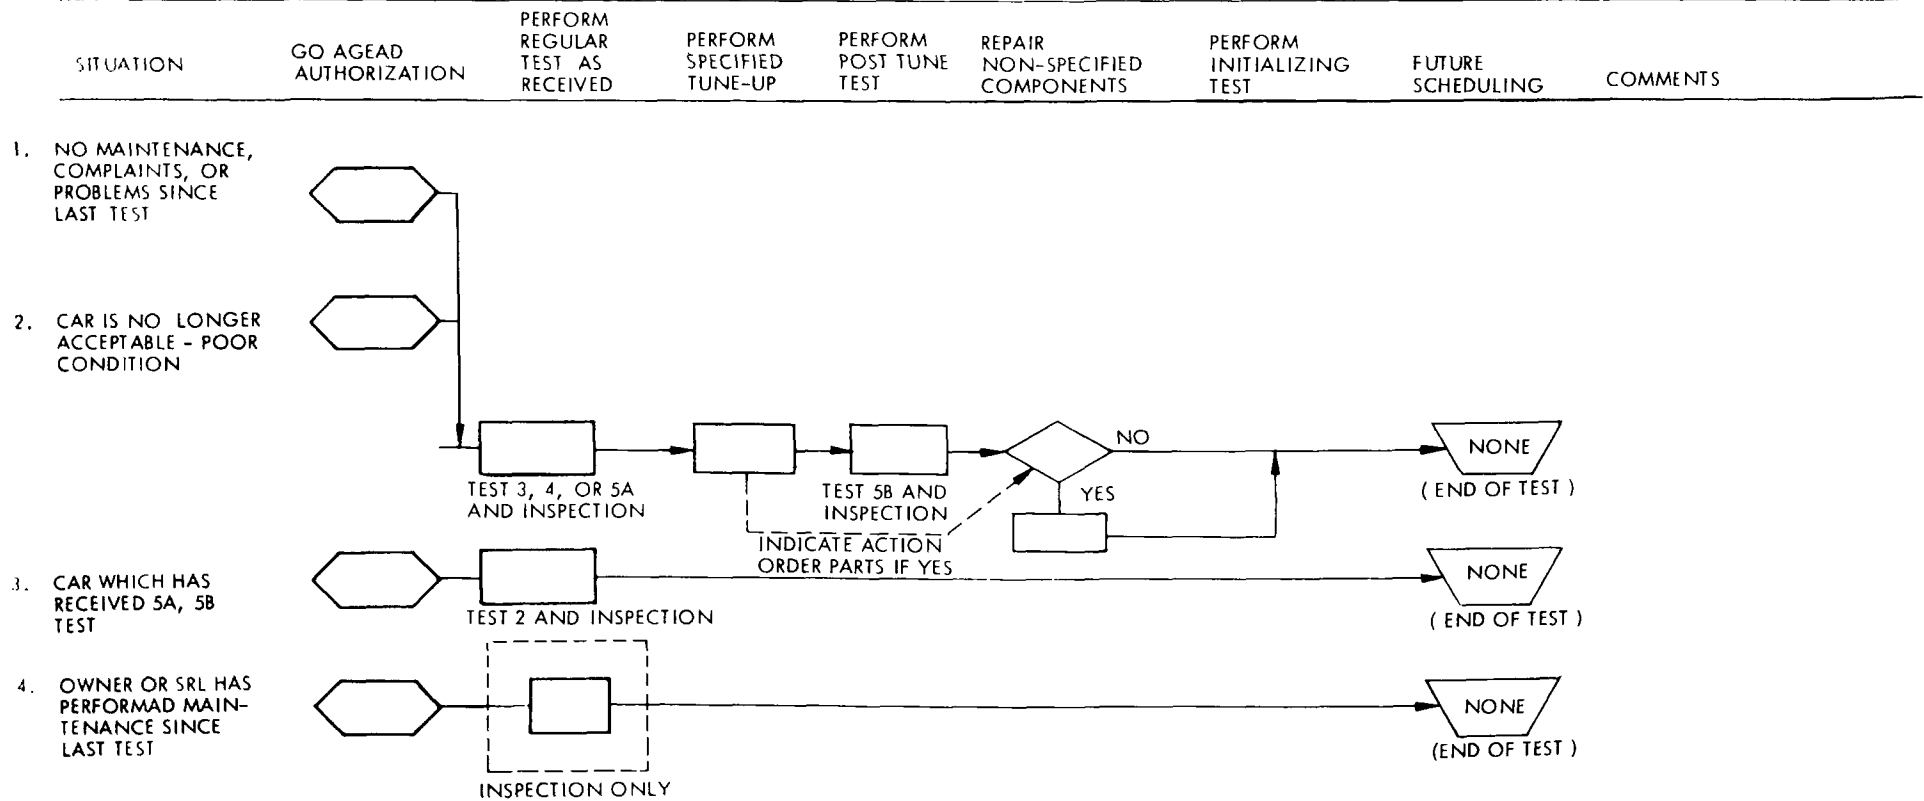 SITUATION
GO AGEAD
AUTHORIZATION
PERFORM
REGULAR
TEST AS
RECEIVED
PERFORM
SPECIFIED
TUNE-UP
PERFORM
POST TUNE
TEST
REPAIR
NON-SPECIFIED
COMPONENTS
PERFORM
INITIALIZING
TEST
FUTURE
SCHEDULING
COMMENTS
1. NO MAINTENANCE,
COMPLAINTS, OR
PROBLEMS SINCE
LAST TEST
2. CAR IS NO LONGER
ACCEPTABLE - POOR
CONDITION
TEST 3, 4, OR 5A
AND INSPECTION
TEST 5B AND
INSPECTION
NO
YES
INDICATE ACTION
ORDER PARTS IF YES
NONE
( END OF TEST )
3. CAR WHICH HAS
RECEIVED 5A, 5B
TEST
TEST 2 AND INSPECTION
NONE
( END OF TEST )
4. OWNER OR SRL HAS
PERFORMAD MAIN-
TENANCE SINCE
LAST TEST
INSPECTION ONLY
NONE
(END OF TEST )